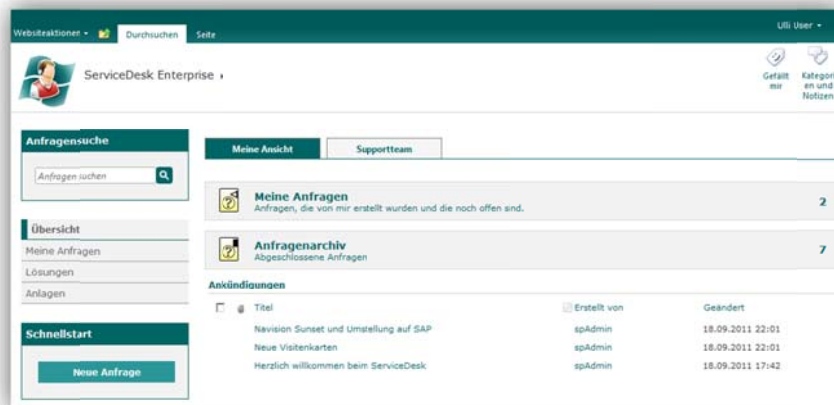 Ulli User
Websiteaktionen
Durchsuchen
Seite
ServiceDesk Enterprise
Gefällt
mir
Kategori
en und
Notizen
Anfragensuche
Anfragen suchen
Übersicht
Meine Anfragen
Lösungen
Anlagen
Schnellstart
Neue Anfrage
Meine Ansicht
Supportteam
Meine Anfragen 2
Anfragen, die von mir erstellt wurden und die noch offen sind.
Anfragenarchiv 7
Abgeschlossene Anfragen
Ankündigungen
Titel Erstellt von Geändert
Navision Sunset und Umstellung auf SAP spAdmin 18.09.2011 22:01
Neue Visitenkarten spAdmin 18.09.2011 22:01
Herzlich willkommen beim ServiceDesk spAdmin 18.09.2011 17:42